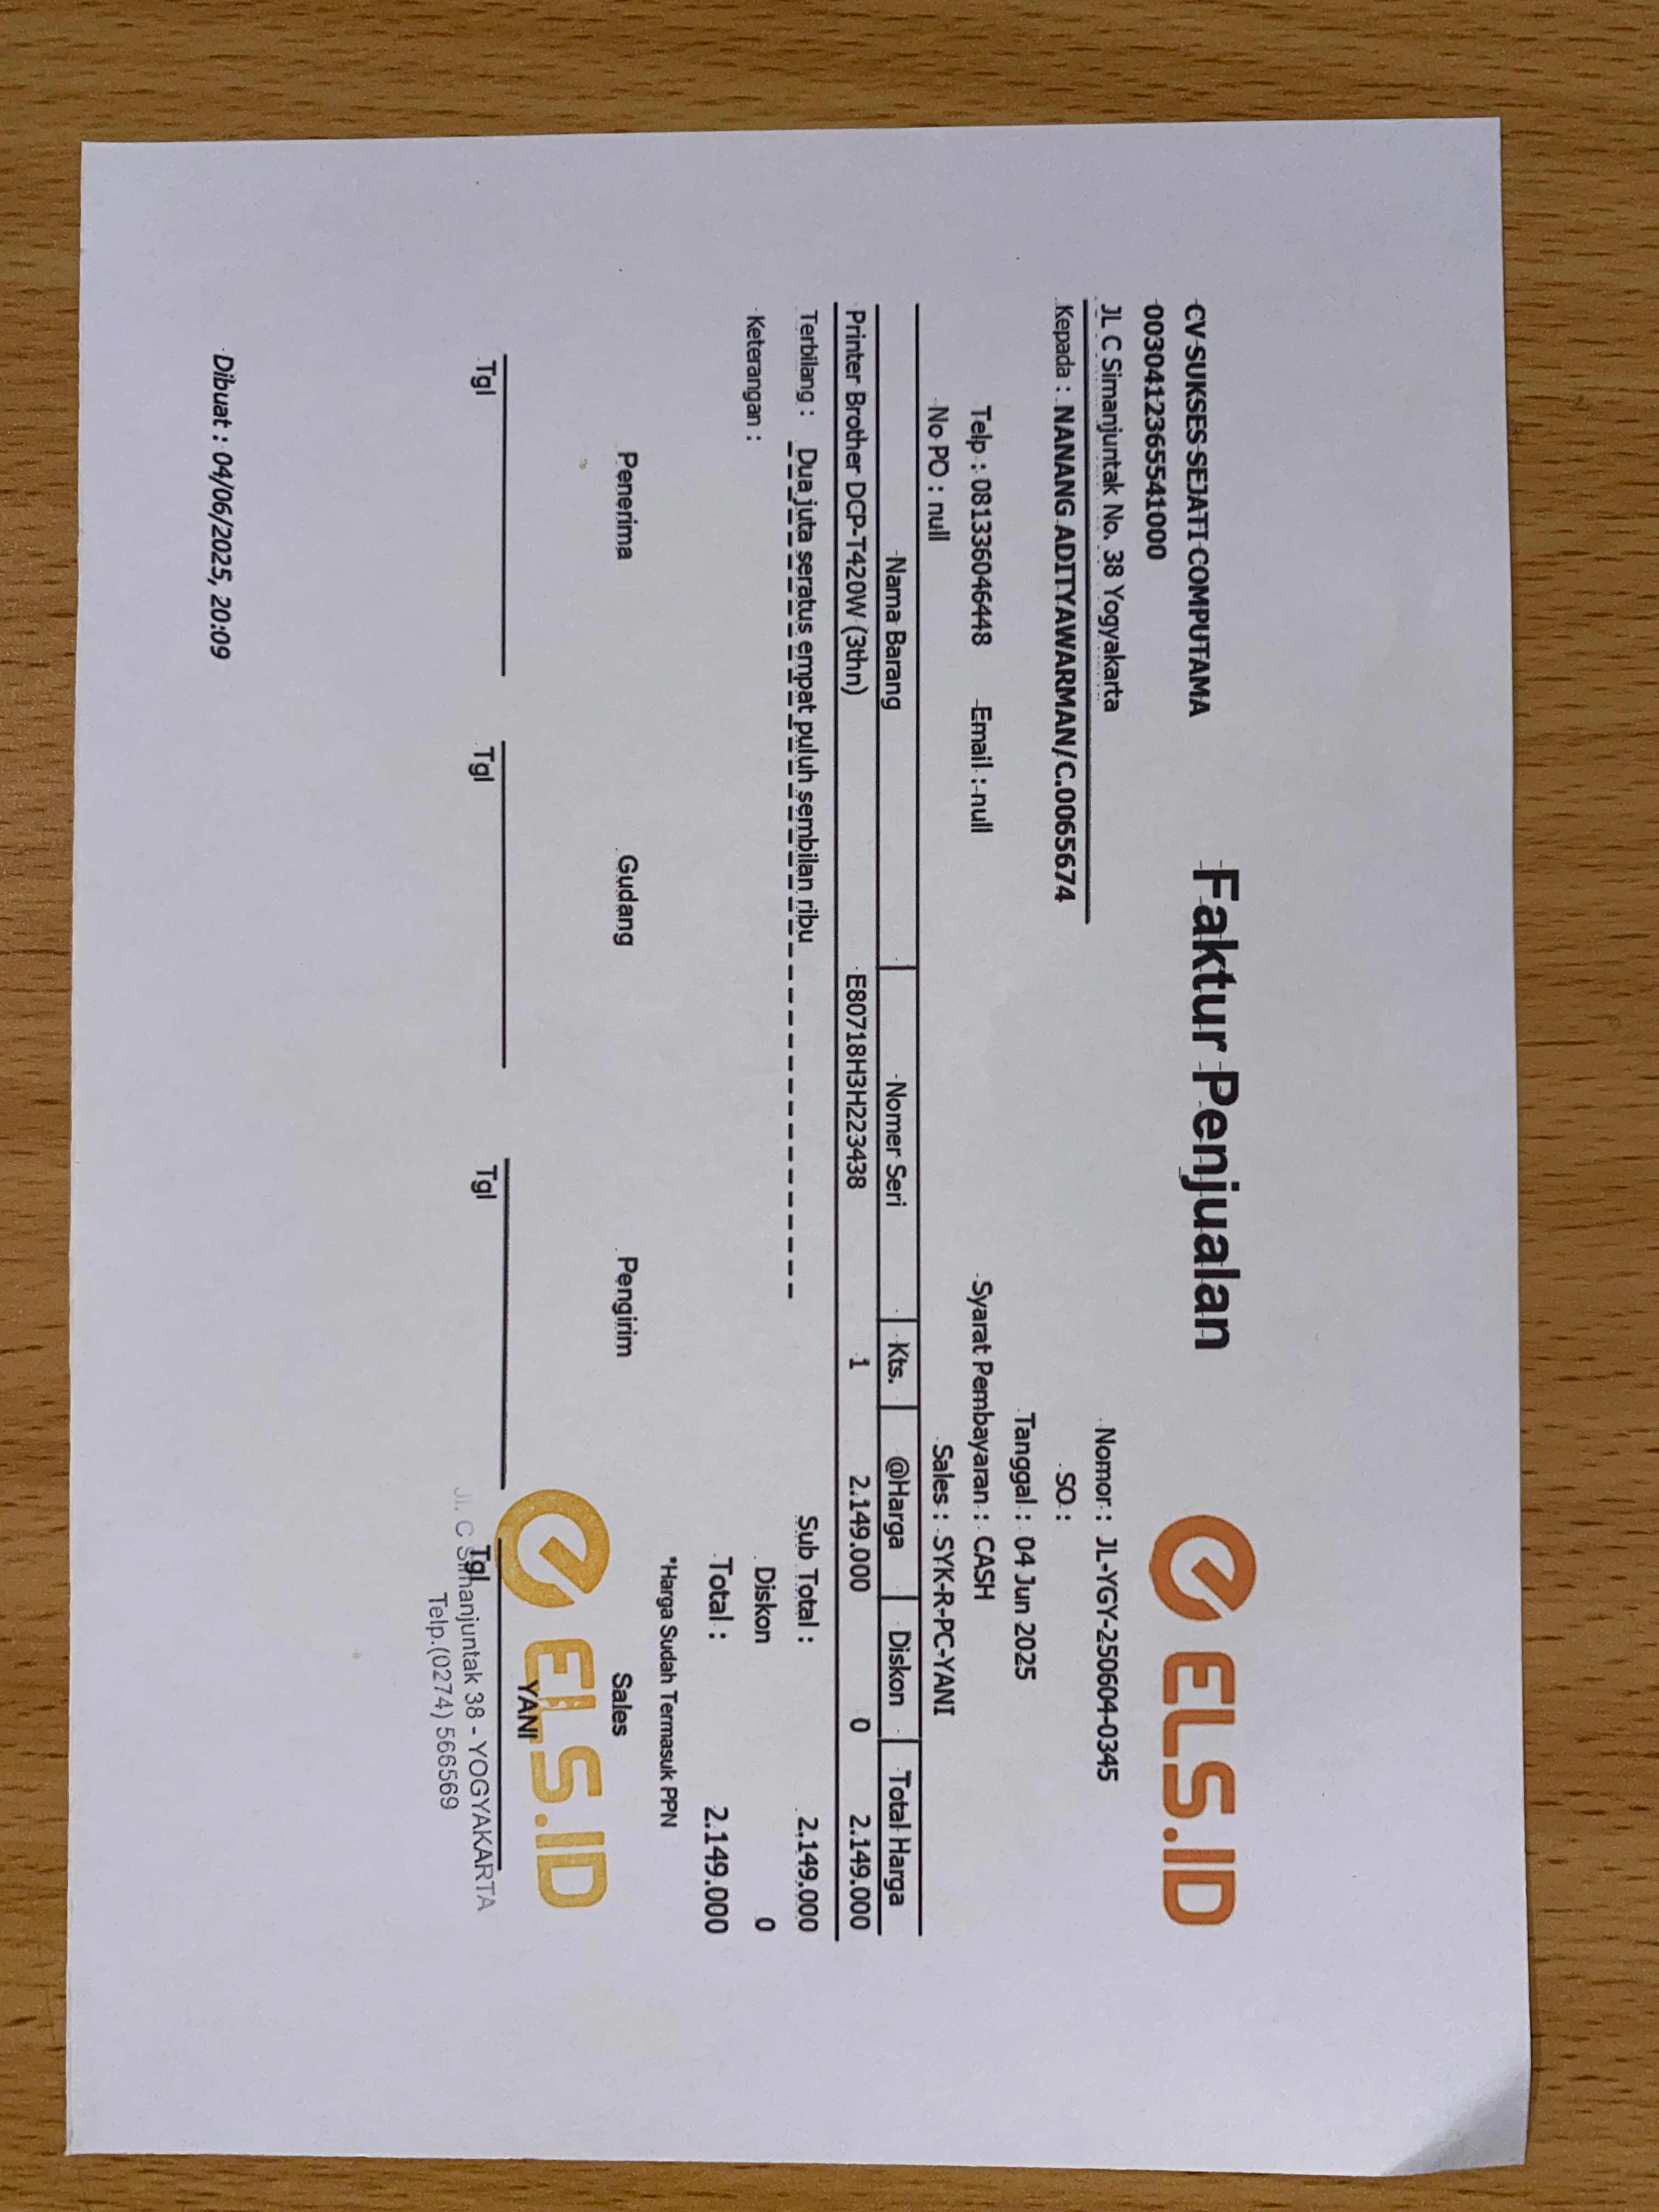 CV SUKSES SEJATI COMPUTAMA
0030412365541000
JL C Simanjuntak No. 38 Yogyakarta
Faktur Penjualan
ELS.ID
Kepada : NANANG ADITYAWARMAN/C.0065674
Telp : 081336046448 Email : null
No PO : null
Nomor : JL-YGY-250604-0345
SO :
Tanggal : 04 Jun 2025
Syarat Pembayaran : CASH
Sales : SYK-R-PC-YANI
Nama Barang Nomer Seri Kts. @Harga Diskon Total Harga
Printer Brother DCP-T420W (3thn) E80718H3H223438 1 2.149.000 0 2.149.000
Terbilang : Dua juta seratus empat puluh sembilan ribu
Sub Total : 2.149.000
Keterangan :
Diskon 0
Total : 2.149.000
*Harga Sudah Termasuk PPN
Penerima Gudang Pengirim Sales
ELS.ID
YANI
Tgl Tgl Tgl Tgl
Jl. C Simanjuntak 38 - YOGYAKARTA
Telp.(0274) 566569
Dibuat : 04/06/2025, 20:09